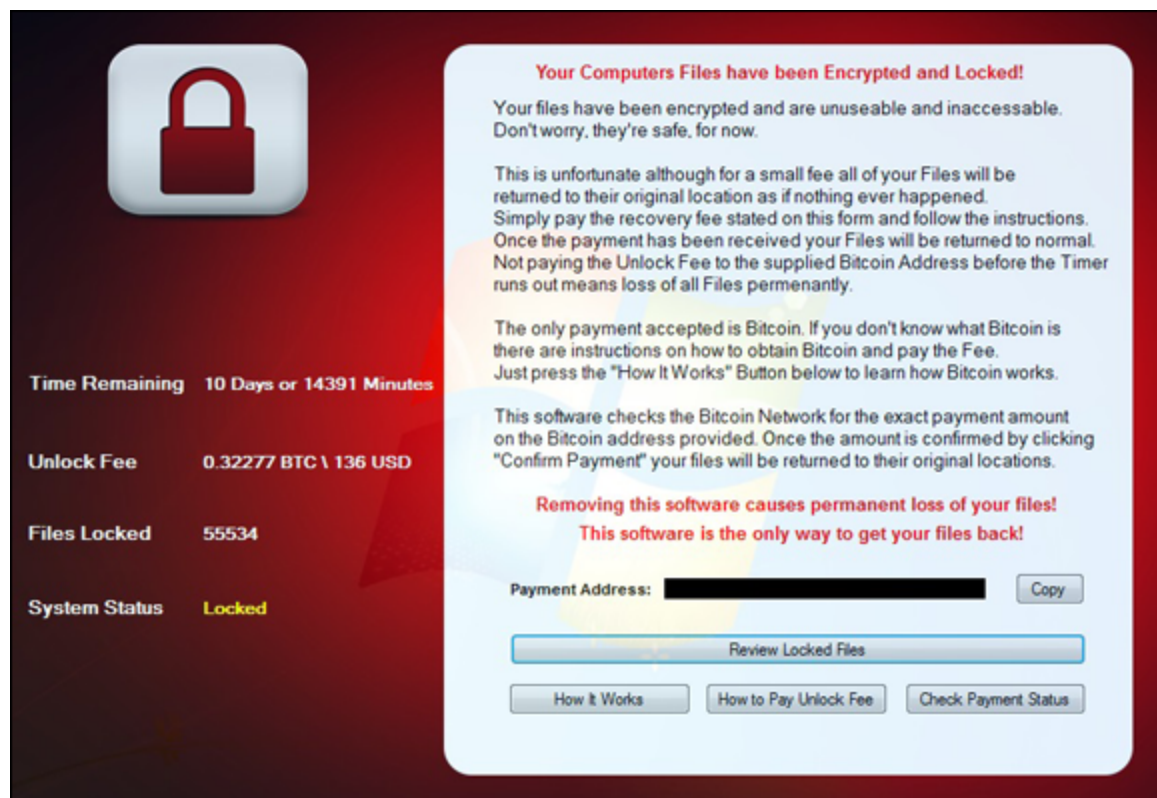 Your Computers Files have been Encrypted and Locked!
Your files have been encrypted and are unuseable and inaccessable.
Don't worry, they're safe, for now.
This is unfortunate although for a small fee all of your Files will be
returned to their original location as if nothing ever happened.
Simply pay the recovery fee stated on this form and follow the instructions.
Once the payment has been received your Files will be returned to normal.
Not paying the Unlock Fee to the supplied Bitcoin Address before the Timer
runs out means loss of all Files permenantly.
The only payment accepted is Bitcoin. If you don't know what Bitcoin is
there are instructions on how to obtain Bitcoin and pay the Fee.
Just press the "How It Works" Button below to learn how Bitcoin works.
This software checks the Bitcoin Network for the exact payment amount
on the Bitcoin address provided. Once the amount is confirmed by clicking
"Confirm Payment" your files will be returned to their original locations.
Removing this software causes permanent loss of your files!
This software is the only way to get your files back!
Time Remaining 10 Days or 14391 Minutes
Unlock Fee 0.32277 BTC \ 136 USD
Files Locked 55534
System Status Locked
Payment Address: Copy
Review Locked Files
How It Works How to Pay Unlock Fee Check Payment Status